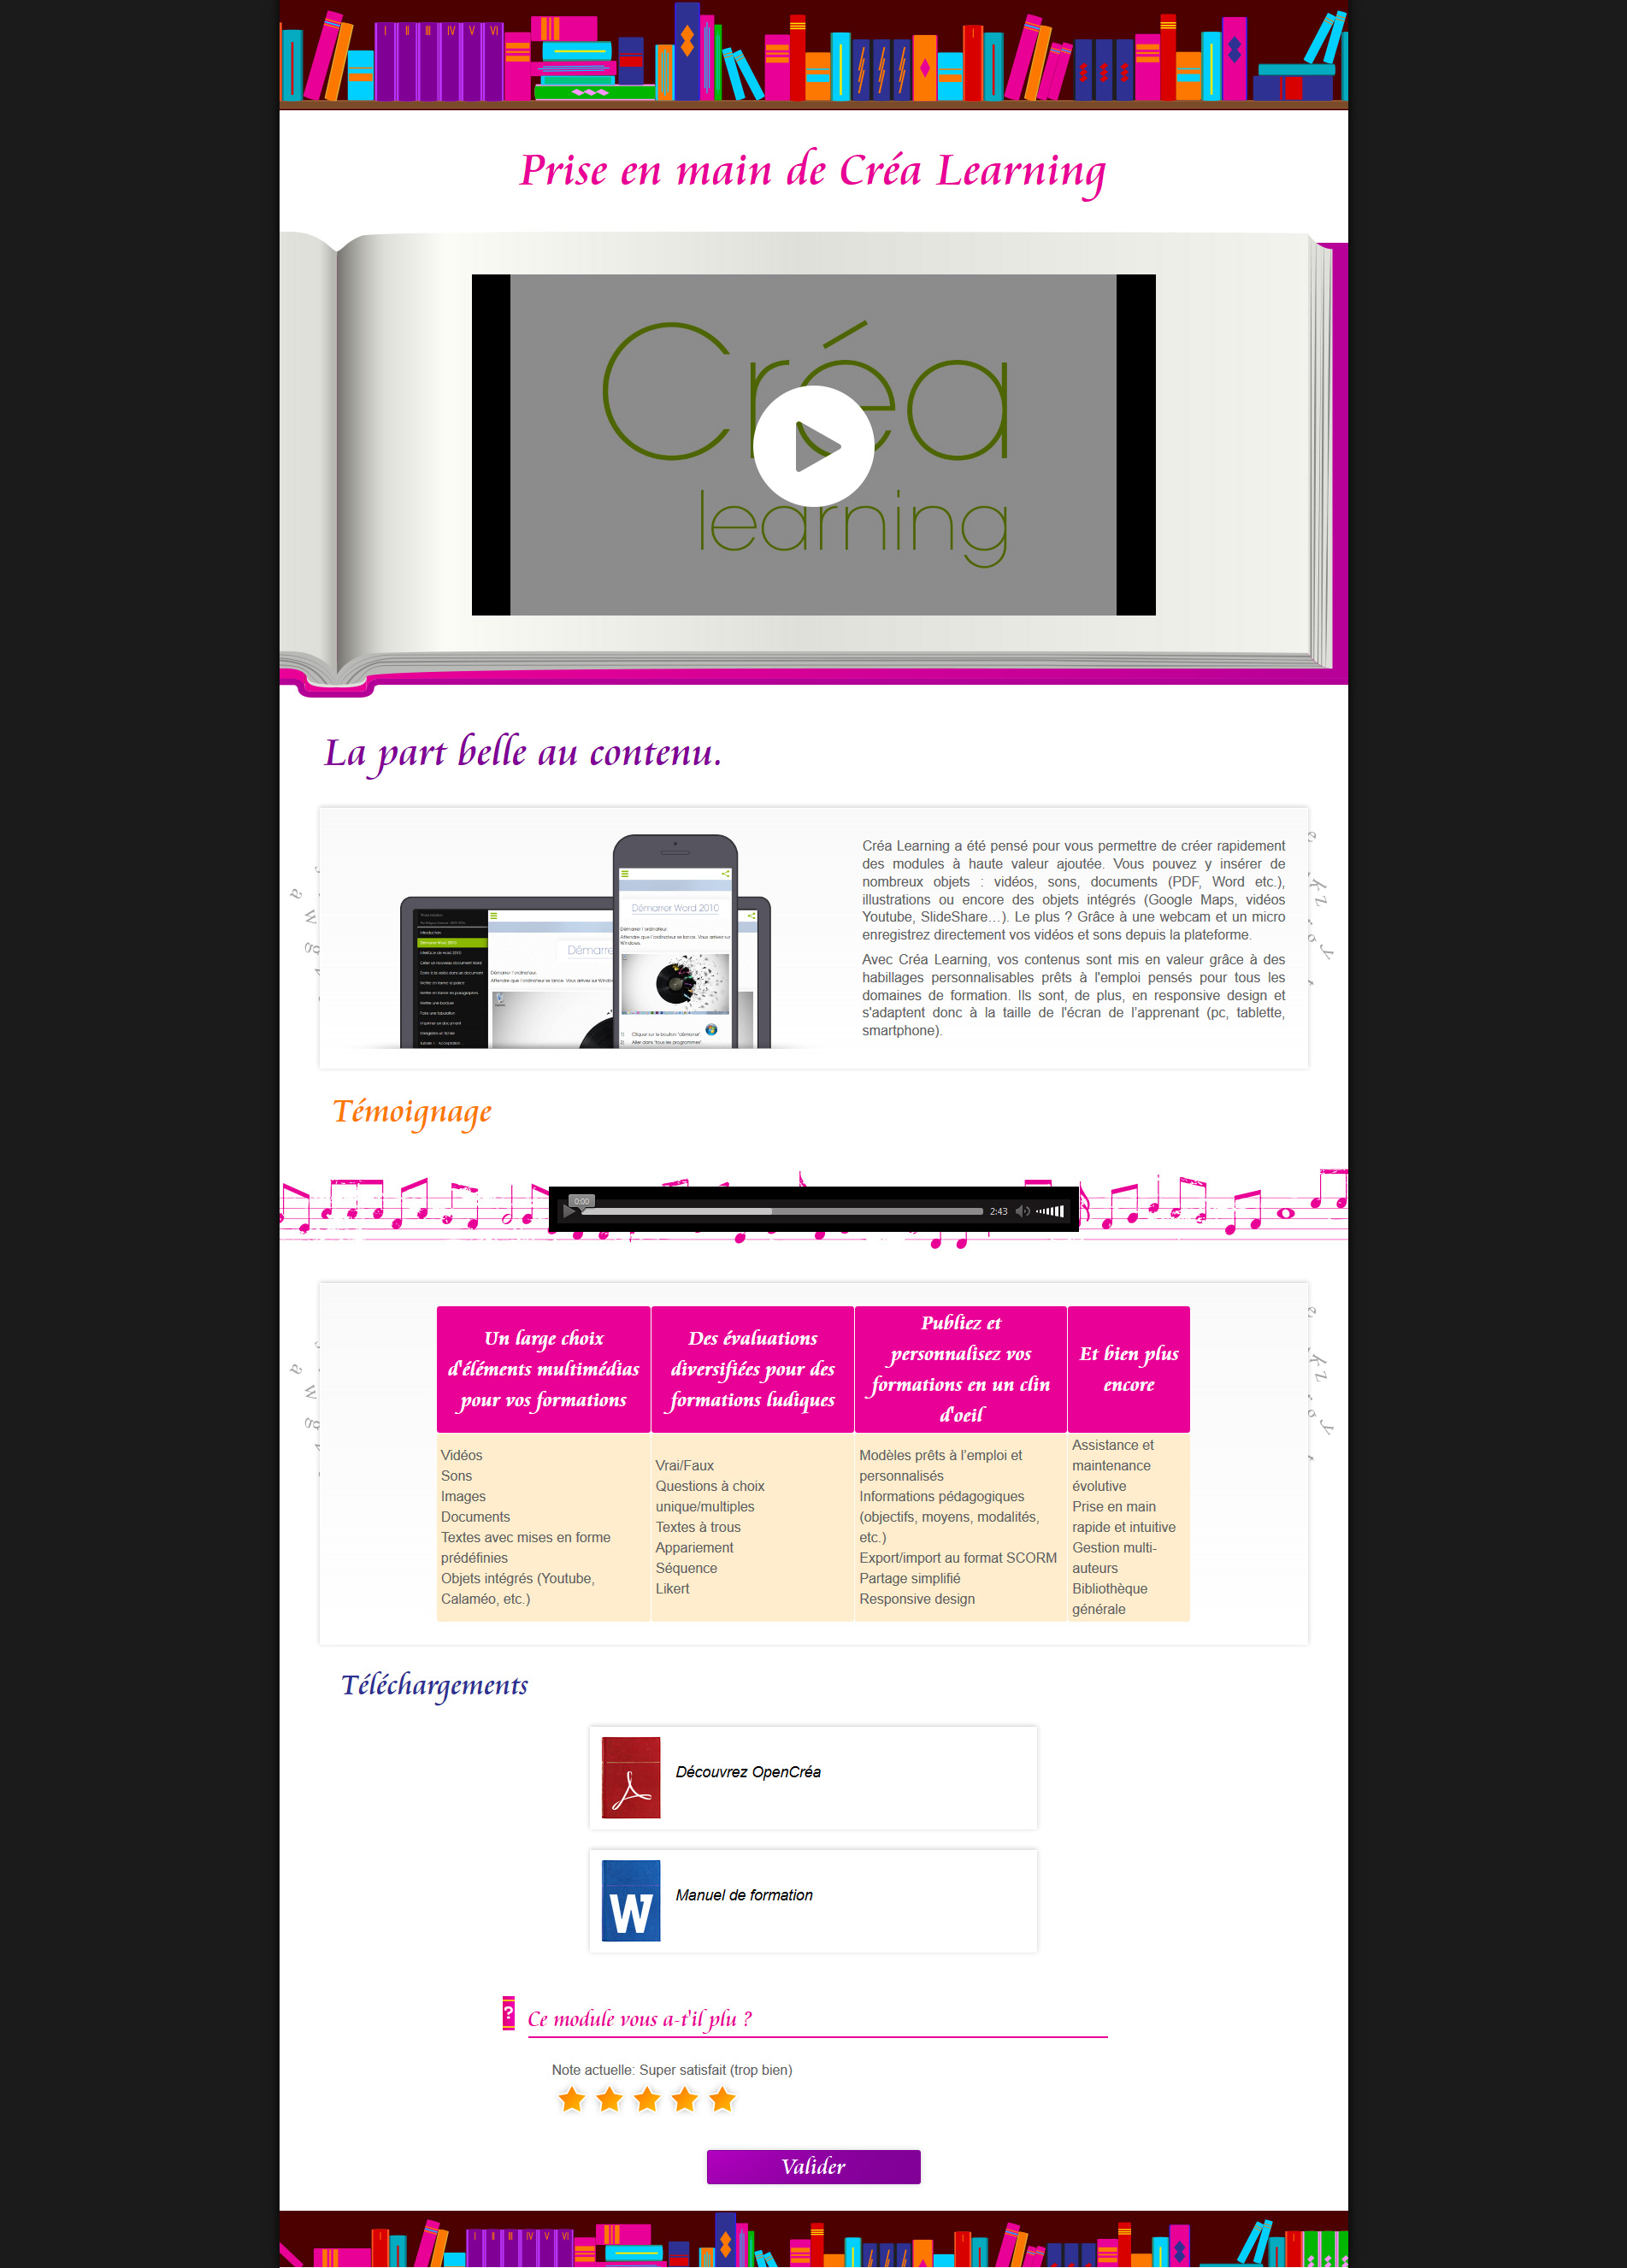 I II III IV V VI
Prise en main de Créa Learning
Créa
learning
La part belle au contenu.
Démarrer Word 2010
Créa Learning a été pensé pour vous permettre de créer rapidement
des modules à haute valeur ajoutée. Vous pouvez y insérer de
nombreux objets : vidéos, sons, documents (PDF, Word etc.),
illustrations ou encore des objets intégrés (Google Maps, vidéos
Youtube, SlideShare…). Le plus ? Grâce à une webcam et un micro
enregistrez directement vos vidéos et sons depuis la plateforme.
Avec Créa Learning, vos contenus sont mis en valeur grâce à des
habillages personnalisables prêts à l'emploi pensés pour tous les
domaines de formation. Ils sont, de plus, en responsive design et
s'adaptent donc à la taille de l'écran de l’apprenant (pc, tablette,
smartphone).
Témoignage
0:00
2:43
Un large choix
d'éléments multimédias
pour vos formations
Des évaluations
diversifiées pour des
formations ludiques
Publiez et
personnalisez vos
formations en un clin
d'oeil
Et bien plus
encore
Vidéos
Sons
Images
Documents
Textes avec mises en forme
prédéfinies
Objets intégrés (Youtube,
Calaméo, etc.)
Vrai/Faux
Questions à choix
unique/multiples
Textes à trous
Appariement
Séquence
Likert
Modèles prêts à l’emploi et
personnalisés
Informations pédagogiques
(objectifs, moyens, modalités,
etc.)
Export/import au format SCORM
Partage simplifié
Responsive design
Assistance et
maintenance
évolutive
Prise en main
rapide et intuitive
Gestion multi-
auteurs
Bibliothèque
générale
Téléchargements
Découvrez OpenCréa
W
Manuel de formation
?
Ce module vous a-t'il plu ?
Note actuelle: Super satisfait (trop bien)
Valider
I II III IV V VI